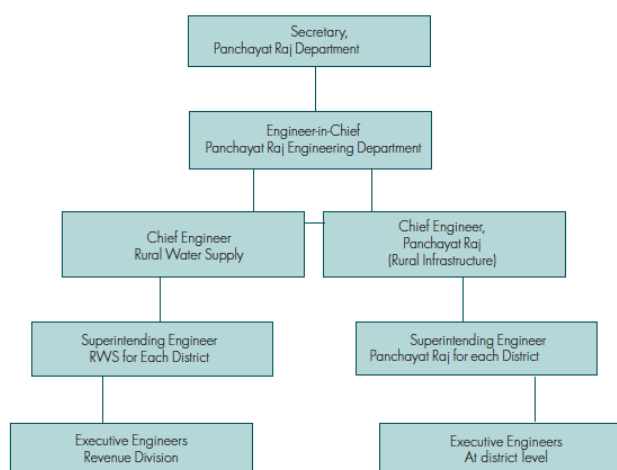 Secretary,
Panchayat Raj Department
Engineer-in-Chief
Panchayat Raj Engineering Department
Chief Engineer
Rural Water Supply
Chief Engineer,
Panchayat Raj
(Rural Infrastructure)
Superintending Engineer
RWS for Each District
Superintending Engineer
Panchayat Raj for each District
Executive Engineers
Revenue Division
Executive Engineers
At district level